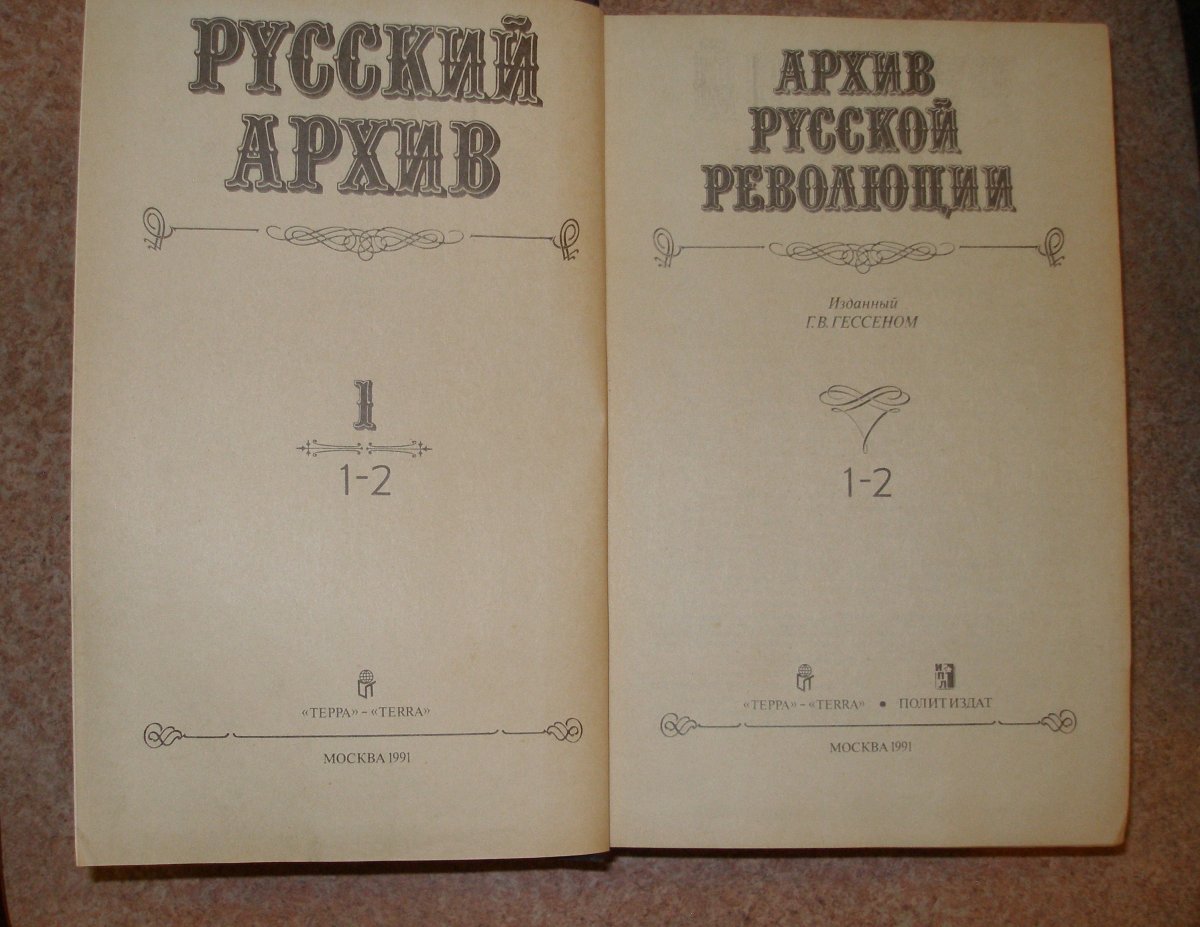 РУССКИЙ
АРХИВ
1
1-2
«ТЕРРА» – «TERRA»
МОСКВА 1991
АРХИВ
РУССКОЙ
РЕВОЛЮЦИИ
Изданный
Г. В. ГЕССЕНОМ
1-2
ИПЛ
«ТЕРРА» – «TERRA» • ПОЛИТИЗДАТ
МОСКВА 1991